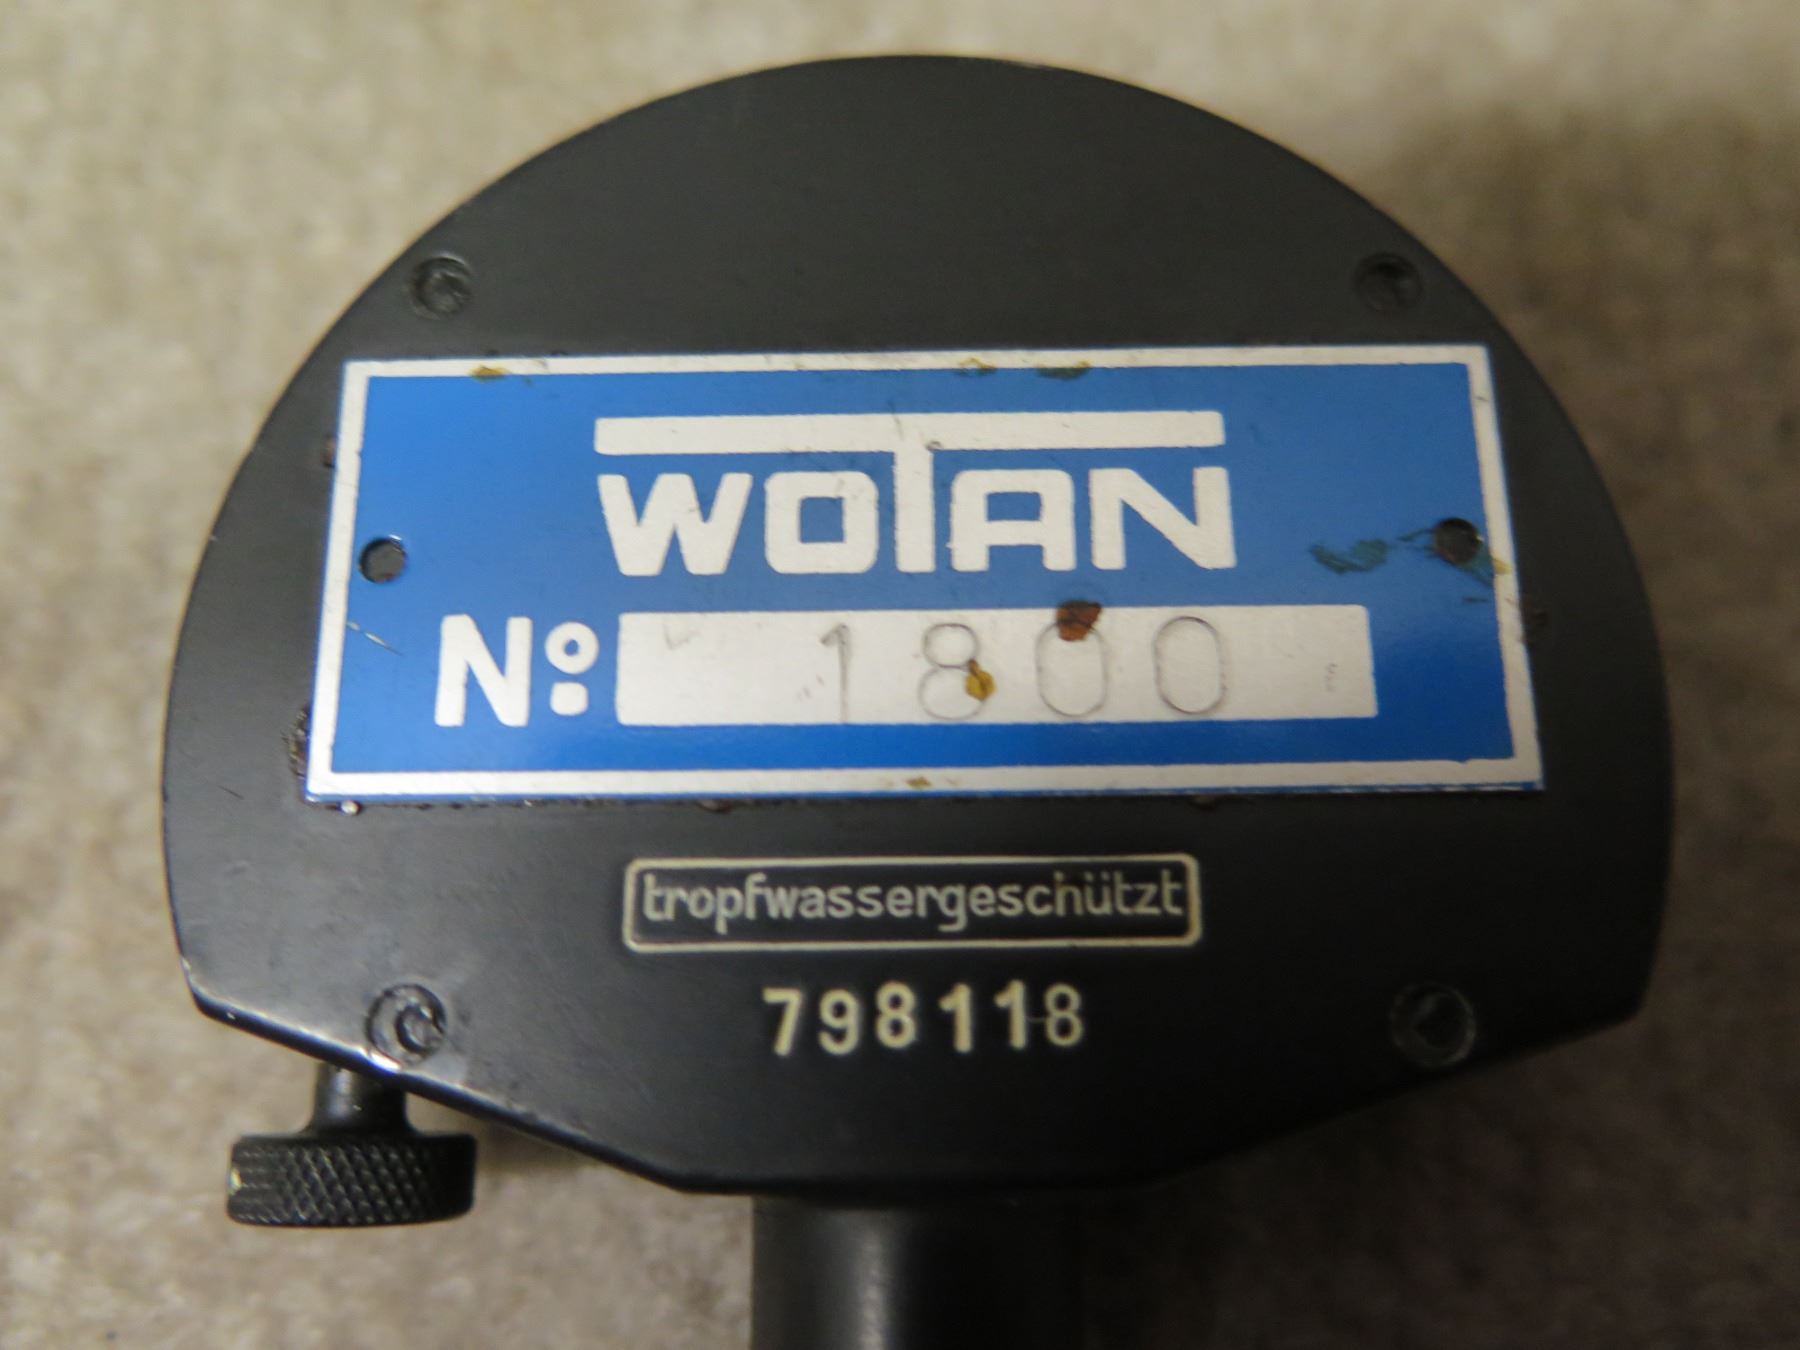 WOTAN
Nº: 1800
tropfwassergeschützt
798118